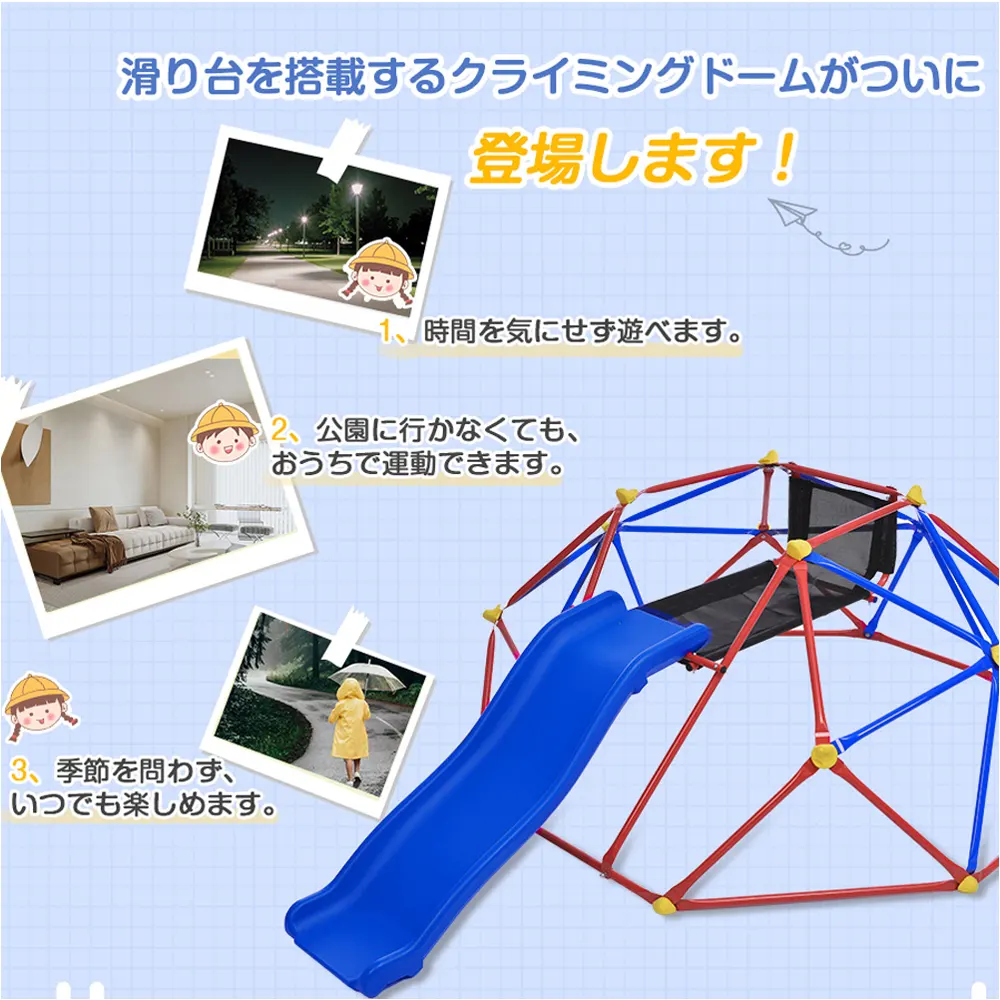 滑り台を搭載するクライミングドームがついに
登場します！
1、時間を気にせず遊べます。
2、公園に行かなくても、
おうちで運動できます。
3、季節を問わず、
いつでも楽しめます。